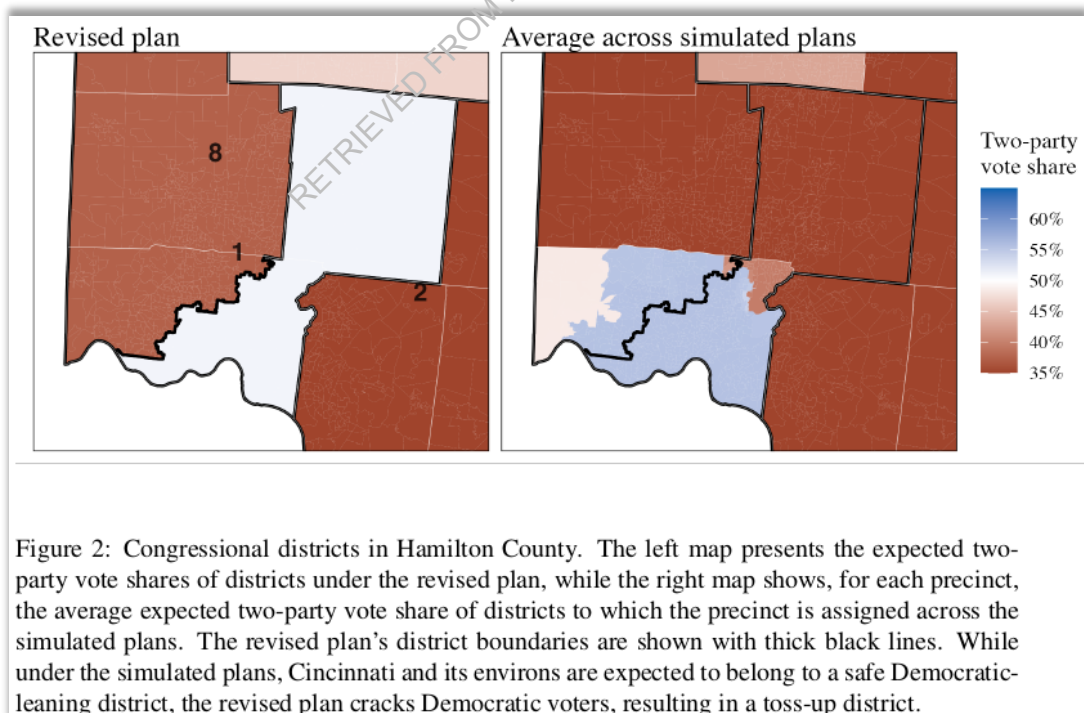 Revised plan
Average across simulated plans
RETRIEVED FROM
8
1
2
Two-party
vote share
60%
55%
50%
45%
40%
35%
Figure 2: Congressional districts in Hamilton County. The left map presents the expected two-
party vote shares of districts under the revised plan, while the right map shows, for each precinct,
the average expected two-party vote share of districts to which the precinct is assigned across the
simulated plans. The revised plan's district boundaries are shown with thick black lines. While
under the simulated plans, Cincinnati and its environs are expected to belong to a safe Democratic-
leaning district, the revised plan cracks Democratic voters, resulting in a toss-up district.